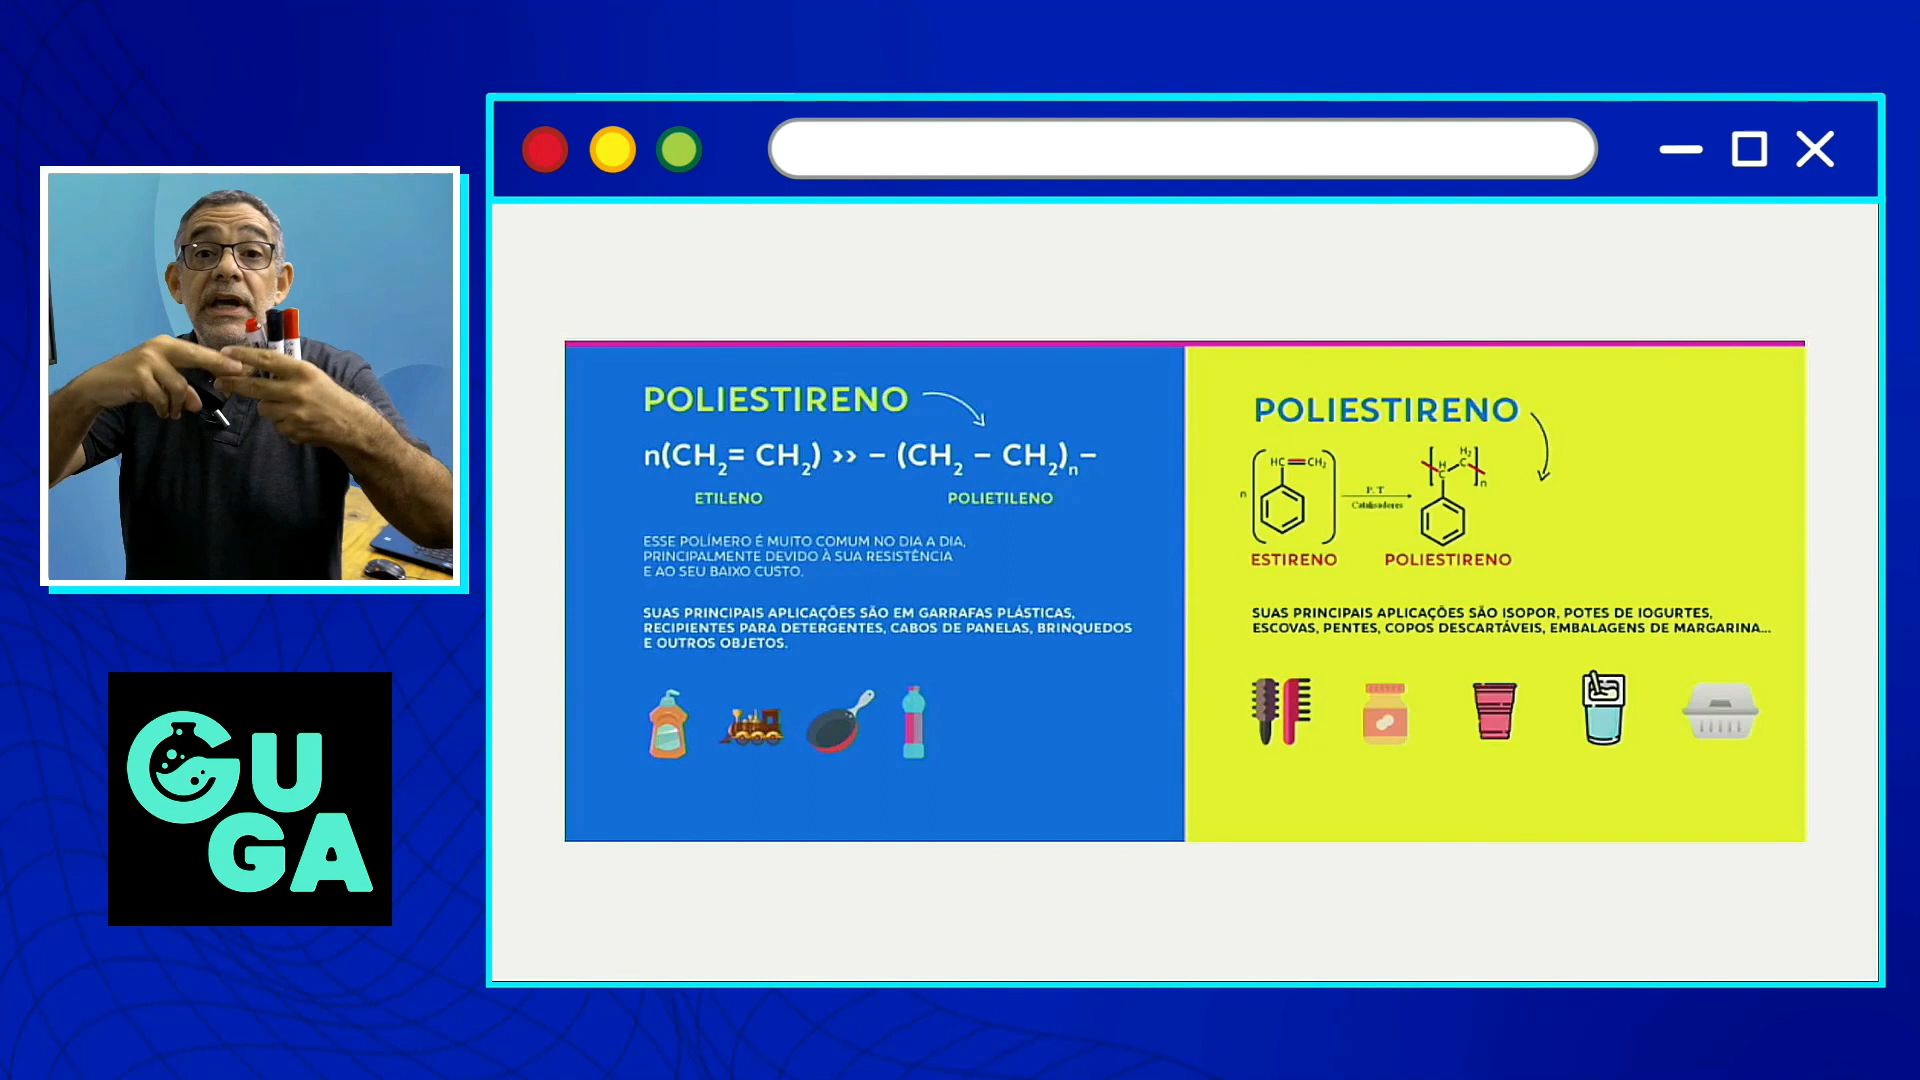 POLIESTIRENO
n(CH2= CH2) ›› – (CH2 – CH2)n–
ETILENO POLIETILENO
ESSE POLÍMERO É MUITO COMUM NO DIA A DIA,
PRINCIPALMENTE DEVIDO À SUA RESISTÊNCIA
E AO SEU BAIXO CUSTO.
SUAS PRINCIPAIS APLICAÇÕES SÃO EM GARRAFAS PLÁSTICAS,
RECIPIENTES PARA DETERGENTES, CABOS DE PANELAS, BRINQUEDOS
E OUTROS OBJETOS.
POLIESTIRENO
HC CH2
H H2
C C
n
n
P. T
Catalisadores
ESTIRENO POLIESTIRENO
SUAS PRINCIPAIS APLICAÇÕES SÃO ISOPOR, POTES DE IOGURTES,
ESCOVAS, PENTES, COPOS DESCARTÁVEIS, EMBALAGENS DE MARGARINA...
GUGA